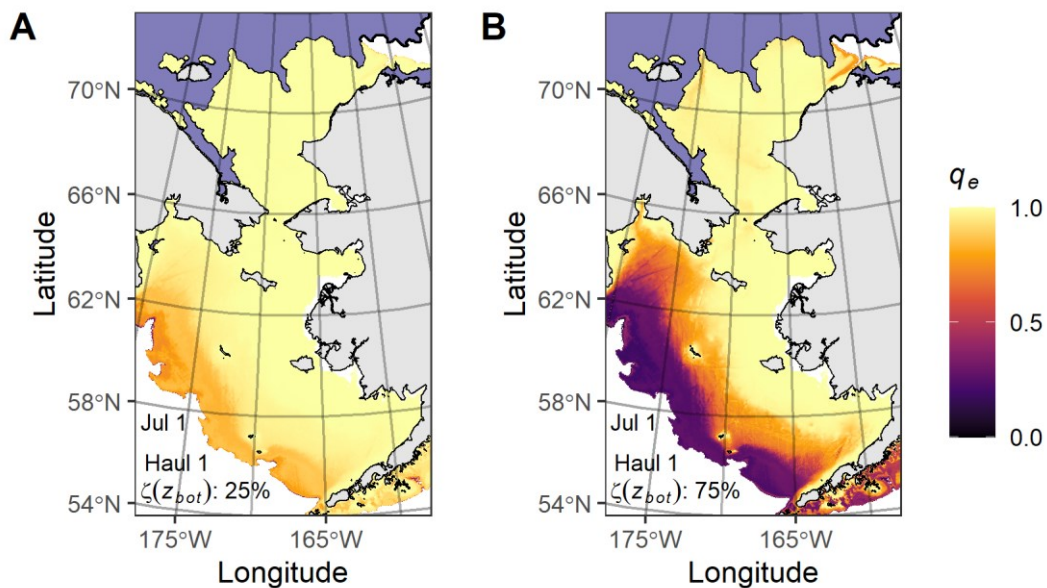 A
B
70°N
66°N
62°N
58°N
54°N
Latitude
Jul 1
Haul 1
ζ(z_bot): 25%
175°W
165°W
Longitude
70°N
66°N
62°N
58°N
54°N
Latitude
Jul 1
Haul 1
ζ(z_bot): 75%
175°W
165°W
Longitude
q_e
1.0
0.5
0.0